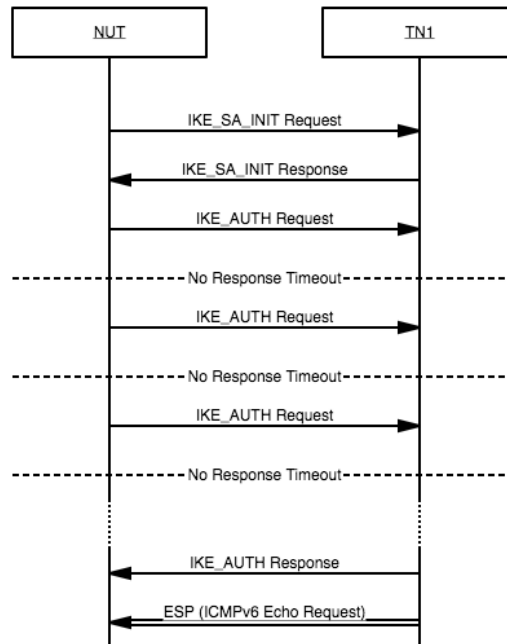 NUT
TN1
IKE_SA_INIT Request
IKE_SA_INIT Response
IKE_AUTH Request
No Response Timeout
IKE_AUTH Request
No Response Timeout
IKE_AUTH Request
No Response Timeout
IKE_AUTH Response
ESP (ICMPv6 Echo Request)